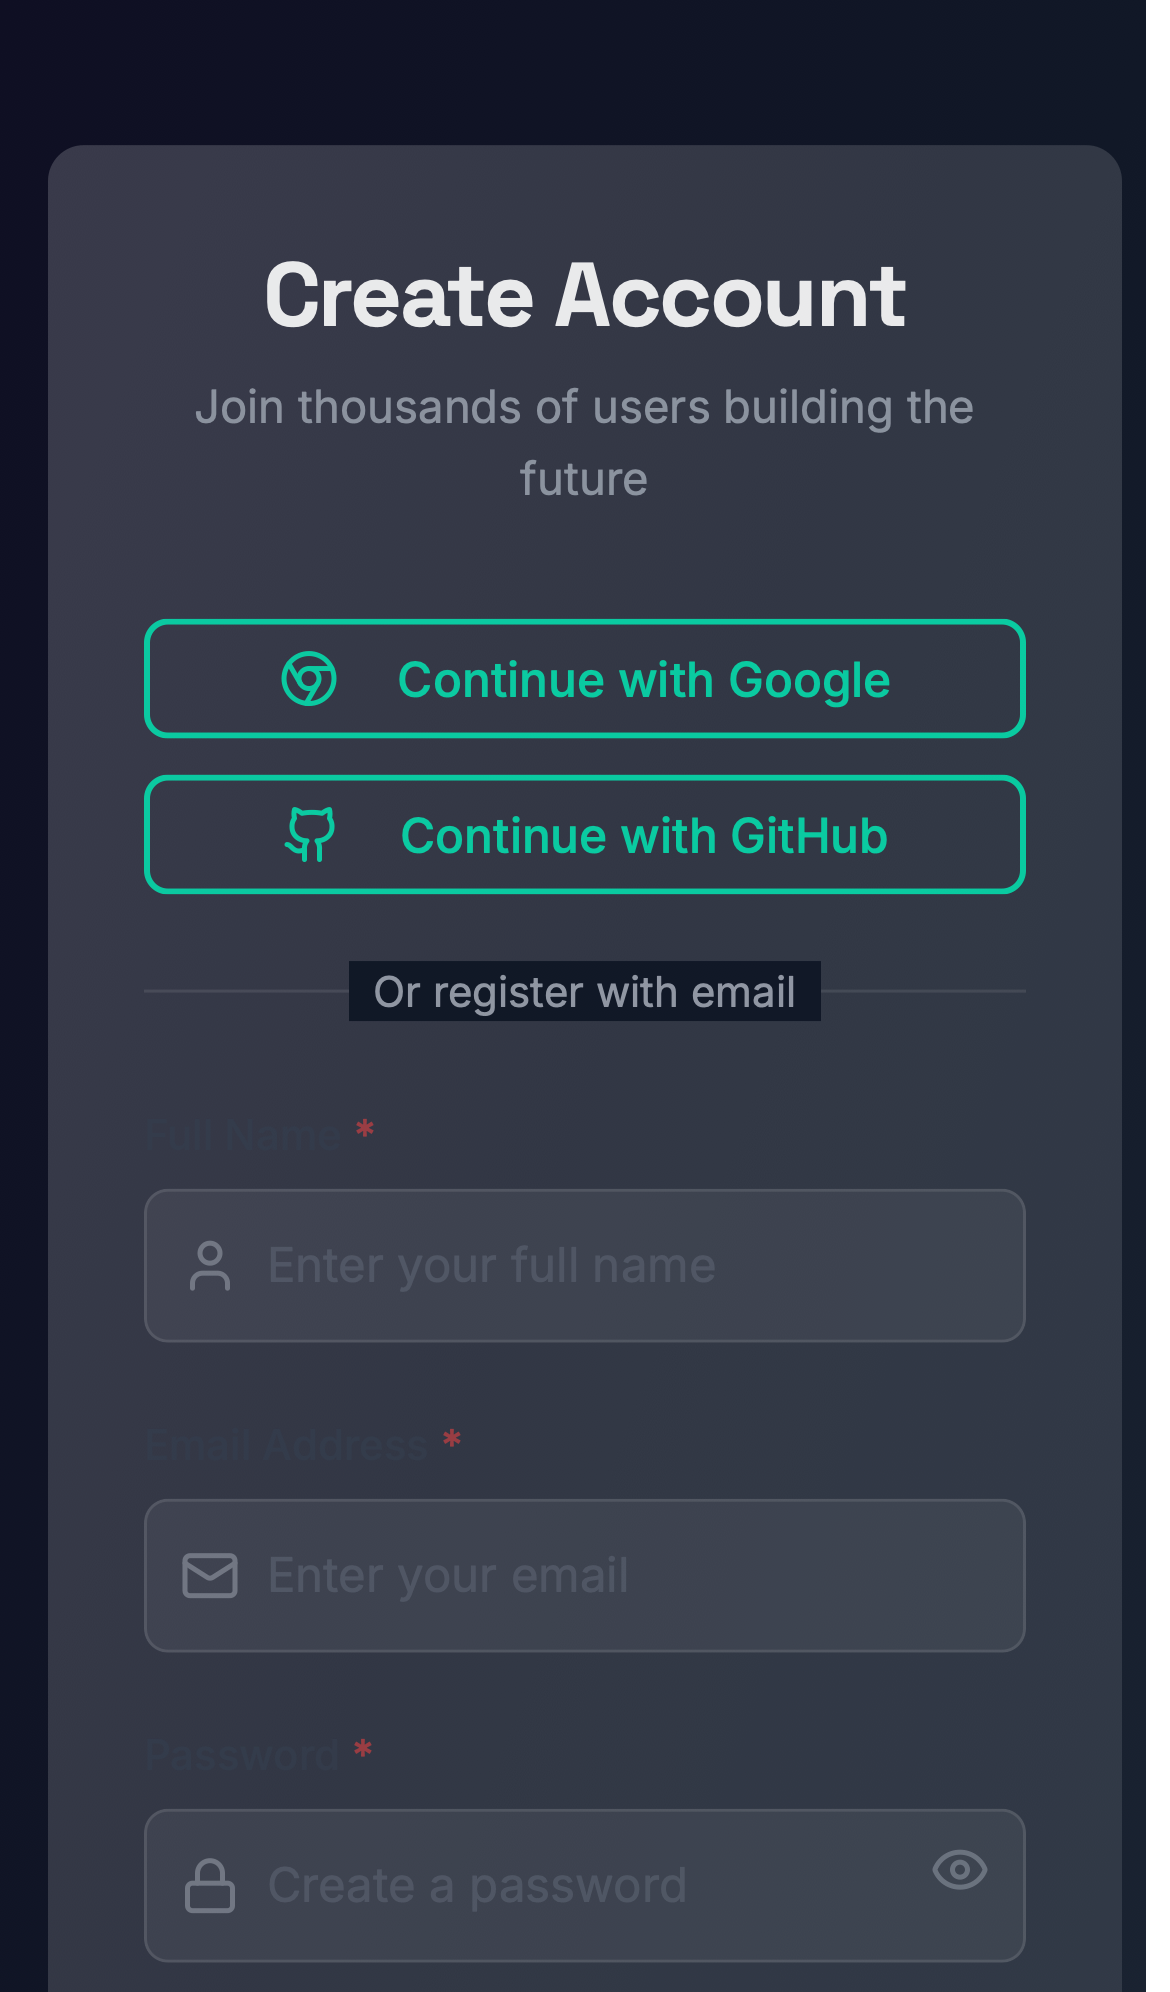 Create Account
Join thousands of users building the
future
Continue with Google
Continue with GitHub
Or register with email
Full Name *
Enter your full name
Email Address *
Enter your email
Password *
Create a password